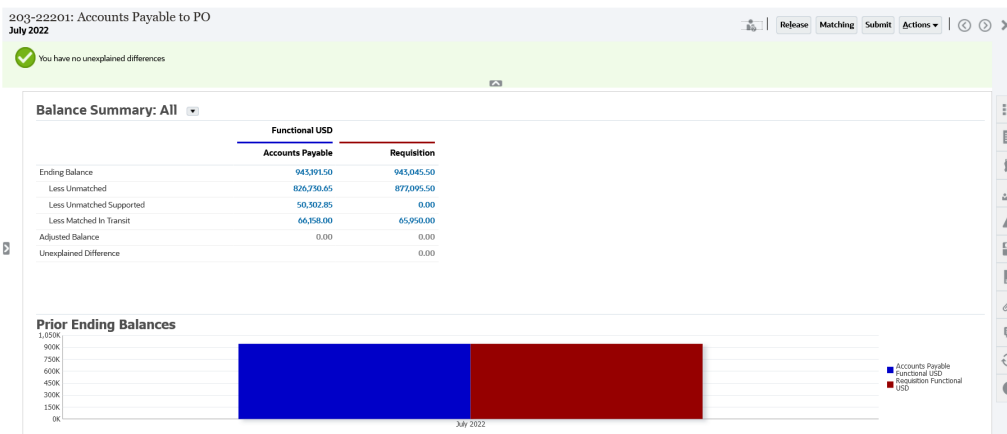 203-22201: Accounts Payable to PO
July 2022
Release Matching Submit Actions
You have no unexplained differences
Balance Summary: All
Functional USD
Accounts Payable Requisition
Ending Balance 943,191.50 943,045.50
Less Unmatched 826,730.65 877,095.50
Less Unmatched Supported 50,302.85 0.00
Less Matched In Transit 66,158.00 65,950.00
Adjusted Balance 0.00 0.00
Unexplained Difference 0.00
Prior Ending Balances
1,050K
900K
750K
600K
450K
300K
150K
0K
July 2022
Accounts Payable
Functional USD
Requisition Functional
USD